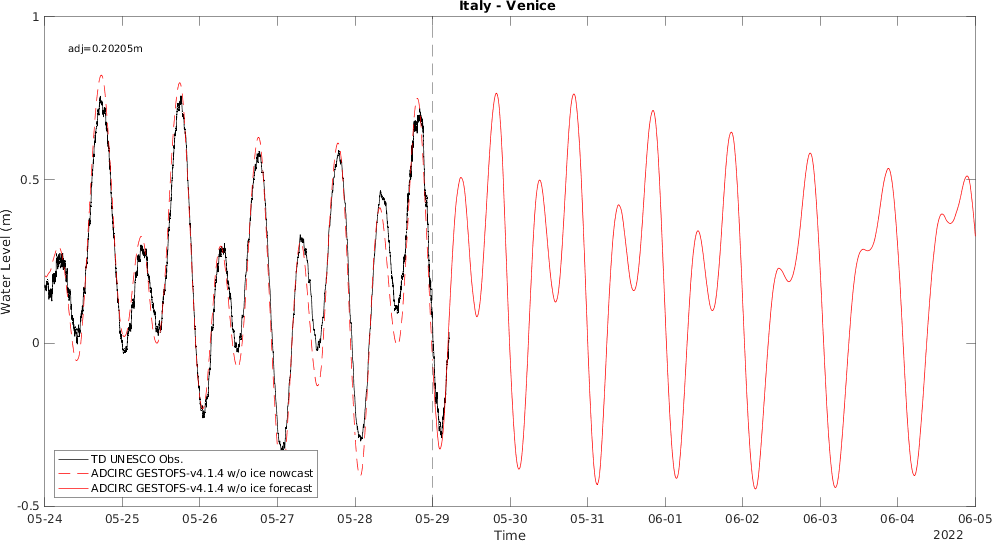 Italy - Venice
adj=0.20205m
Water Level (m)
1
0.5
0
-0.5
TD UNESCO Obs.
ADCIRC GESTOFS-v4.1.4 w/o ice nowcast
ADCIRC GESTOFS-v4.1.4 w/o ice forecast
05-24 05-25 05-26 05-27 05-28 05-29 05-30 05-31 06-01 06-02 06-03 06-04 06-05
Time
2022